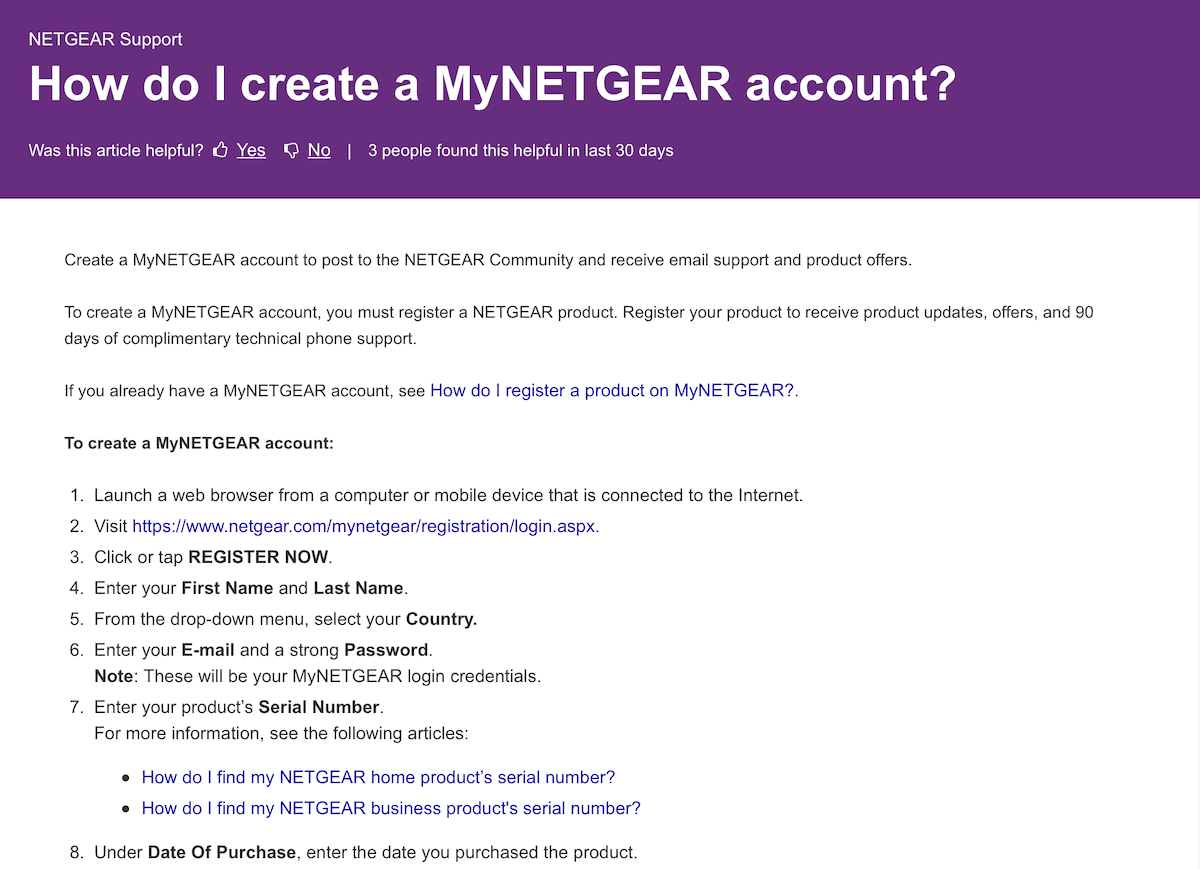 NETGEAR Support
How do I create a MyNETGEAR account?
Was this article helpful? Yes No | 3 people found this helpful in last 30 days
Create a MyNETGEAR account to post to the NETGEAR Community and receive email support and product offers.
To create a MyNETGEAR account, you must register a NETGEAR product. Register your product to receive product updates, offers, and 90
days of complimentary technical phone support.
If you already have a MyNETGEAR account, see How do I register a product on MyNETGEAR?.
To create a MyNETGEAR account:
1. Launch a web browser from a computer or mobile device that is connected to the Internet.
2. Visit https://www.netgear.com/mynetgear/registration/login.aspx.
3. Click or tap REGISTER NOW.
4. Enter your First Name and Last Name.
5. From the drop-down menu, select your Country.
6. Enter your E-mail and a strong Password.
Note: These will be your MyNETGEAR login credentials.
7. Enter your product’s Serial Number.
For more information, see the following articles:
• How do I find my NETGEAR home product’s serial number?
• How do I find my NETGEAR business product's serial number?
8. Under Date Of Purchase, enter the date you purchased the product.